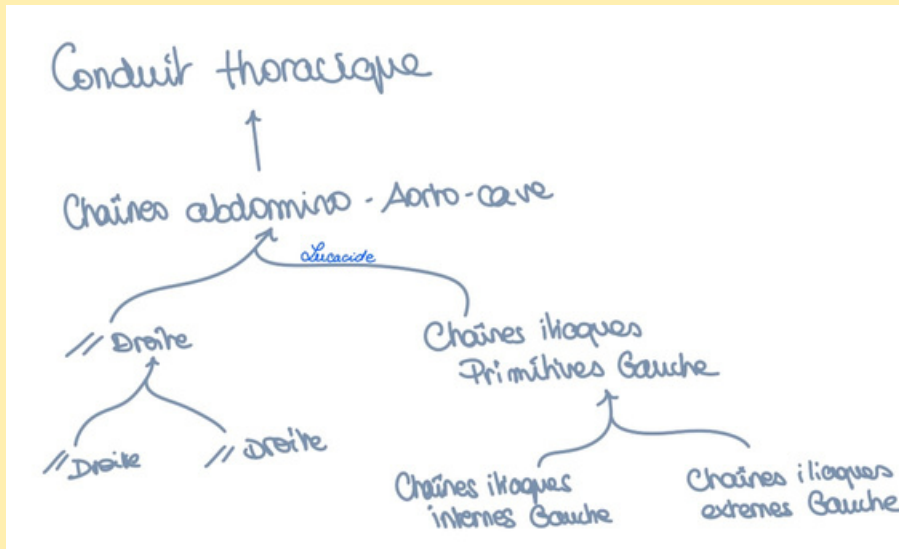 Conduit thoracique
Chaînes abdomino - Aorto-cave
Lucacide
// Droite
Chaînes iliaques
Primitives Gauche
// Droite
// Droite
Chaînes iliaques
internes Gauche
Chaînes iliaques
externes Gauche